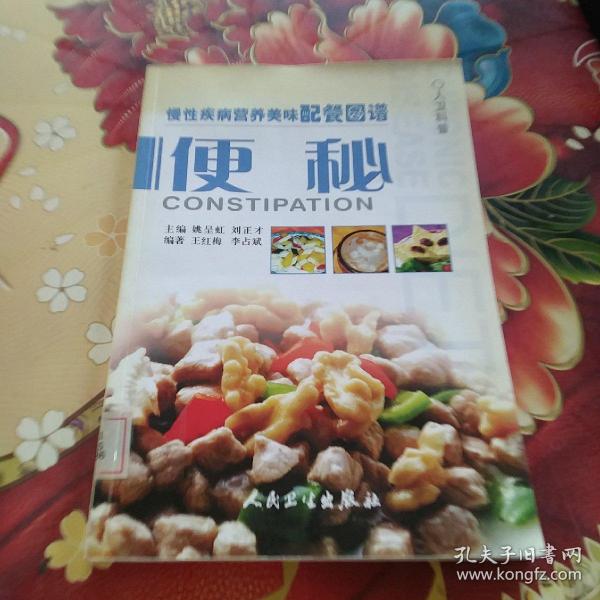 慢性疾病营养美味配餐图谱
人卫科普
便秘
CONSTIPATION
主编 姚呈虹 刘正才
编著 王红梅 李占斌
人民卫生出版社
孔夫子旧书网
www.kongfz.com